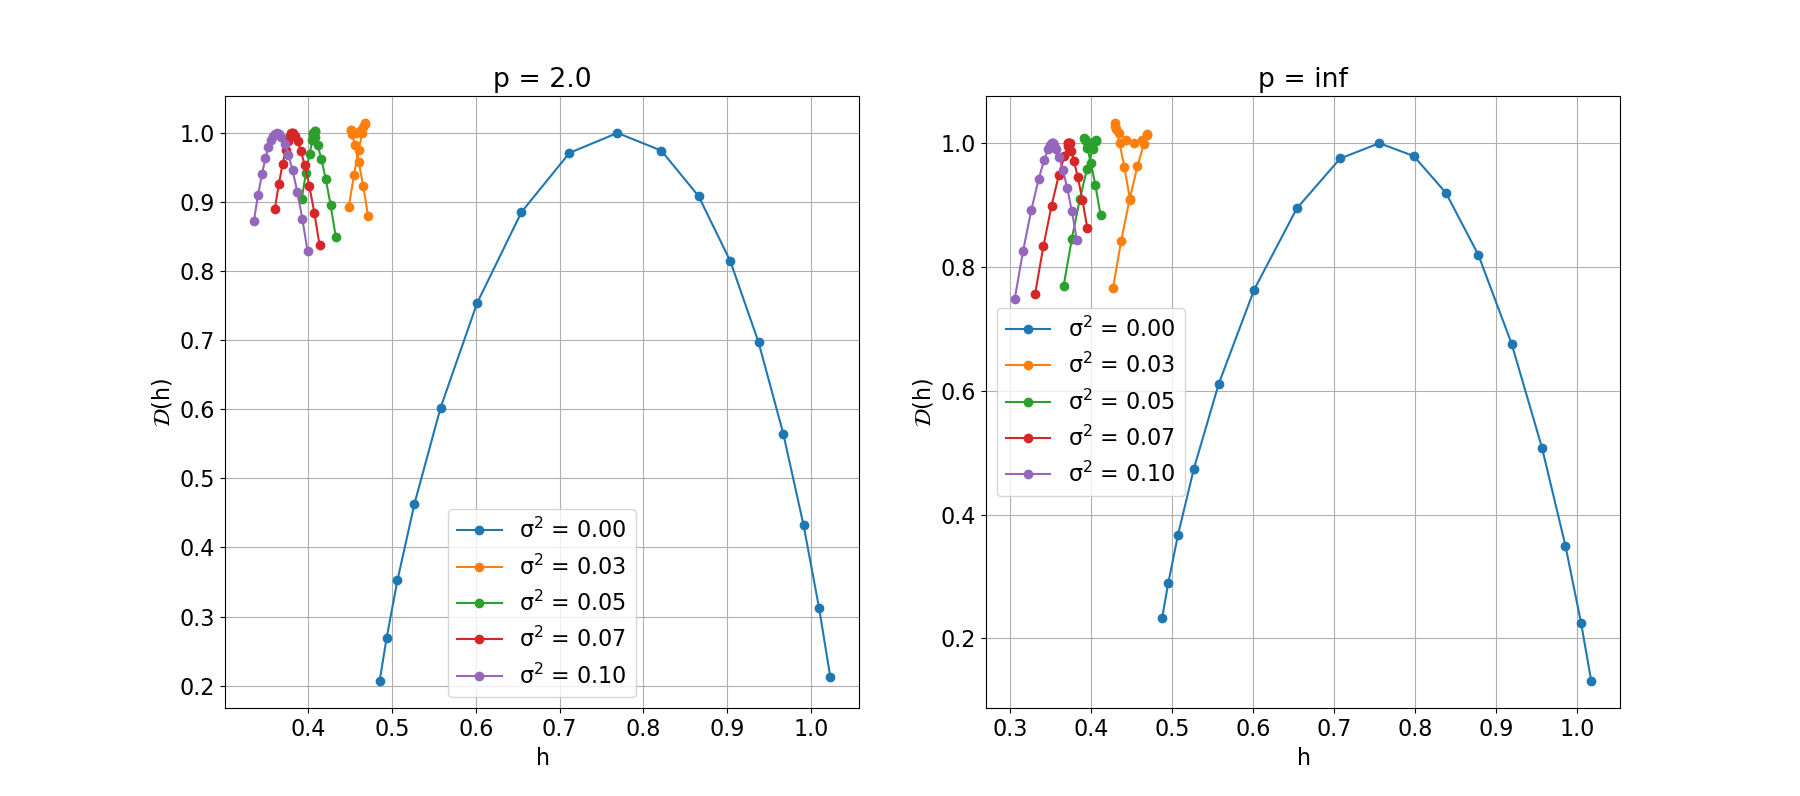 p = 2.0
1.0
0.9
0.8
0.7
0.6
0.5
0.4
0.3
0.2
𝒟(h)
σ² = 0.00
σ² = 0.03
σ² = 0.05
σ² = 0.07
σ² = 0.10
0.4 0.5 0.6 0.7 0.8 0.9 1.0
h
p = inf
1.0
0.8
0.6
0.4
0.2
𝒟(h)
σ² = 0.00
σ² = 0.03
σ² = 0.05
σ² = 0.07
σ² = 0.10
0.3 0.4 0.5 0.6 0.7 0.8 0.9 1.0
h